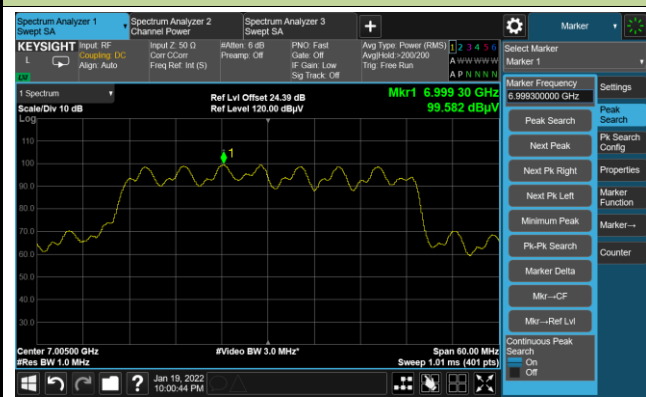 Spectrum Analyzer 1
Swept SA
Spectrum Analyzer 2
Channel Power
Spectrum Analyzer 3
Swept SA
+
Marker
KEYSIGHT
L
LV
Input: RF
Coupling: DC
Align: Auto
Input Z: 50 Ω
Corr CCorr
Freq Ref: Int (S)
#Atten: 6 dB
Preamp: Off
PNO: Fast
Gate: Off
IF Gain: Low
Sig Track: Off
Avg Type: Power (RMS)
Avg|Hold:>200/200
Trig: Free Run
1 2 3 4 5 6
A W W W W W
A P N N N N
Select Marker
Marker 1
1 Spectrum
Scale/Div 10 dB
Log
Ref Lvl Offset 24.39 dB
Ref Level 120.00 dBµV
Mkr1 6.999 30 GHz
99.582 dBµV
110
100
90.0
80.0
70.0
60.0
50.0
40.0
30.0
1
Center 7.00500 GHz
#Res BW 1.0 MHz
#Video BW 3.0 MHz*
Span 60.00 MHz
Sweep 1.01 ms (401 pts)
Marker Frequency
6.999300000 GHz
Peak Search
Next Peak
Next Pk Right
Next Pk Left
Minimum Peak
Pk-Pk Search
Marker Delta
Mkr→CF
Mkr→Ref Lvl
Continuous Peak
Search
On
Off
Settings
Peak
Search
Pk Search
Config
Properties
Marker
Function
Marker→
Counter
?
Jan 19, 2022
10:00:44 PM